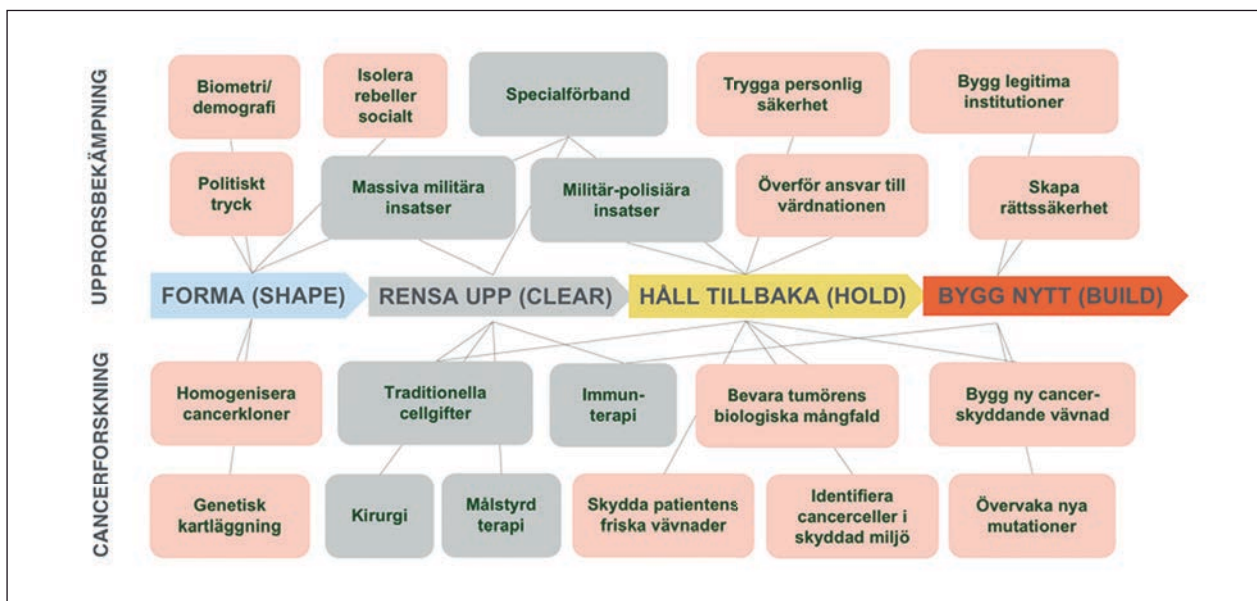 UPPRORSBEKÄMPNING
Biometri/
demografi
Isolera
rebeller
socialt
Specialförband
Trygga personlig
säkerhet
Bygg legitima
institutioner
Politiskt
tryck
Massiva militära
insatser
Militär-polisiära
insatser
Överför ansvar till
värdnationen
Skapa
rättssäkerhet
FORMA (SHAPE)
RENSA UPP (CLEAR)
HÅLL TILLBAKA (HOLD)
BYGG NYTT (BUILD)
CANCERFORSKNING
Homogenisera
cancerkloner
Traditionella
cellgifter
Immun-
terapi
Bevara tumörens
biologiska mångfald
Bygg ny cancer-
skyddande vävnad
Genetisk
kartläggning
Kirurgi
Målstyrd
terapi
Skydda patientens
friska vävnader
Identifiera
cancerceller i
skyddad miljö
Övervaka nya
mutationer